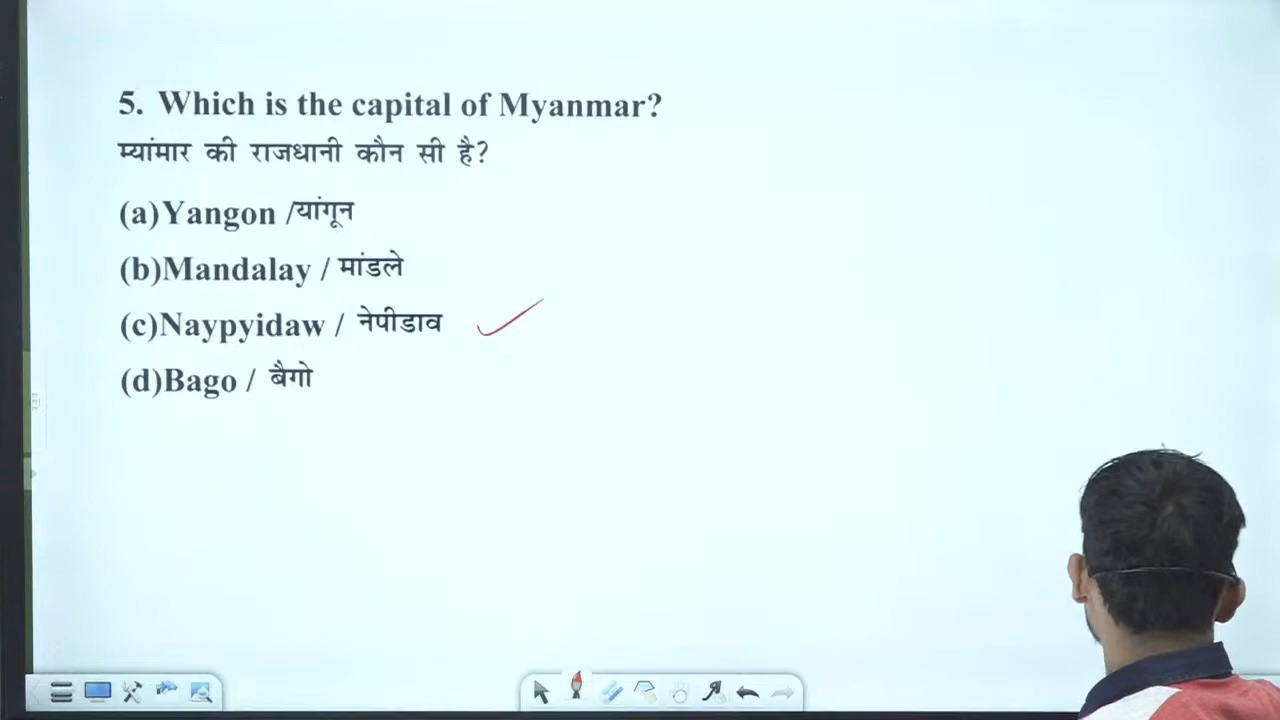 5. Which is the capital of Myanmar?
म्यांमार की राजधानी कौन सी है?
(a)Yangon /यांगून
(b)Mandalay / मांडले
(c)Naypyidaw / नेपीडाव
(d)Bago / बैगो